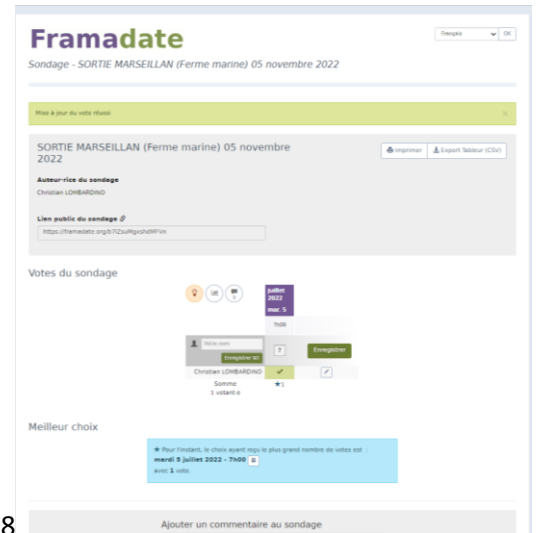 Framadate
Français
OK
Sondage - SORTIE MARSEILLAN (Ferme marine) 05 novembre 2022
Mise à jour du vote réussi
SORTIE MARSEILLAN (Ferme marine) 05 novembre
2022
Imprimer
Export Tableur (CSV)
Auteur·rice du sondage
Christian LOMBARDINO
Lien public du sondage
Votes du sondage
juillet
2022
mar. 5
7h00
Votre nom
?
Enregistrer
Christian LOMBARDINO
Somme
1
1 votant·e
Meilleur choix
Pour l'instant, le choix ayant reçu le plus grand nombre de votes est :
mardi 5 juillet 2022 - 7h00
avec 1 vote.
8
Ajouter un commentaire au sondage